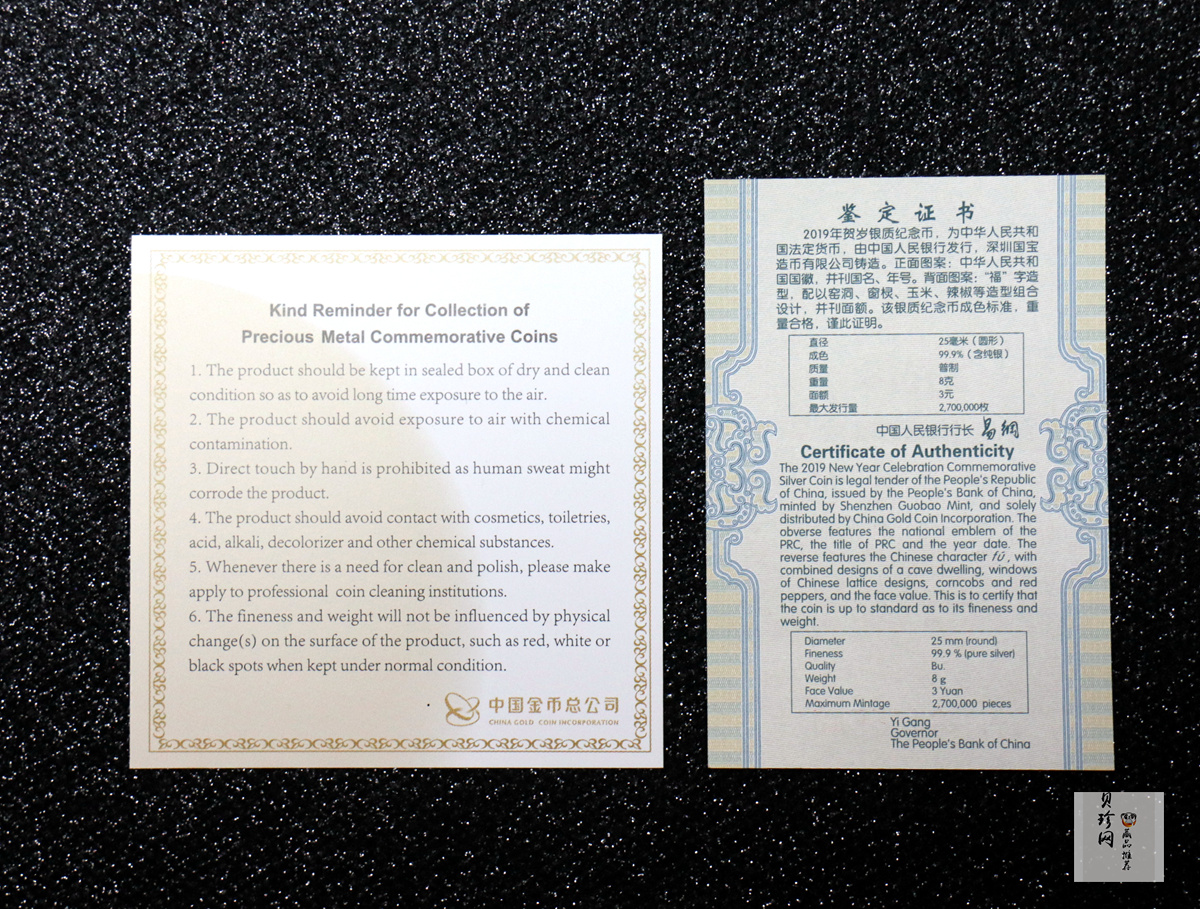 Kind Reminder for Collection of
Precious Metal Commemorative Coins
1. The product should be kept in sealed box of dry and clean
condition so as to avoid long time exposure to the air.
2. The product should avoid exposure to air with chemical
contamination.
3. Direct touch by hand is prohibited as human sweat might
corrode the product.
4. The product should avoid contact with cosmetics, toiletries,
acid, alkali, decolorizer and other chemical substances.
5. Whenever there is a need for clean and polish, please make
apply to professional coin cleaning institutions.
6. The fineness and weight will not be influenced by physical
change(s) on the surface of the product, such as red, white or
black spots when kept under normal condition.
中国金币总公司
CHINA GOLD COIN INCORPORATION
鉴定证书
2019年贺岁银质纪念币，为中华人民共和
国法定货币，由中国人民银行发行，深圳国宝
造币有限公司铸造。正面图案：中华人民共和
国国徽，并刊国名、年号。背面图案：“福”字造
型，配以窑洞、窗棂、玉米、辣椒等造型组合
设计，并刊面额。该银质纪念币成色标准，重
量合格，谨此证明。
直径 25毫米（圆形）
成色 99.9%（含纯银）
质量 普制
重量 8克
面额 3元
最大发行量 2,700,000枚
中国人民银行行长 易纲
Certificate of Authenticity
The 2019 New Year Celebration Commemorative
Silver Coin is legal tender of the People's Republic
of China, issued by the People's Bank of China,
minted by Shenzhen Guobao Mint, and solely
distributed by China Gold Coin Incorporation. The
obverse features the national emblem of the
PRC, the title of PRC and the year date. The
reverse features the Chinese character fú, with
combined designs of a cave dwelling, windows
of Chinese lattice designs, corncobs and red
peppers, and the face value. This is to certify that
the coin is up to standard as to its fineness and
weight.
Diameter 25 mm (round)
Fineness 99.9 % (pure silver)
Quality Bu.
Weight 8 g
Face Value 3 Yuan
Maximum Mintage 2,700,000 pieces
Yi Gang
Governor
The People's Bank of China
贝珍网
藏品推荐